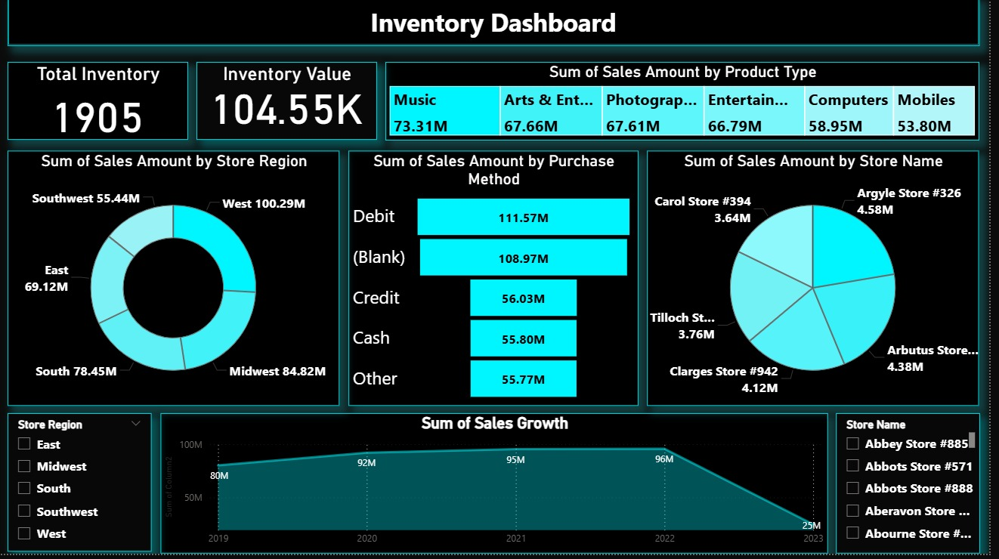 Inventory Dashboard
Total Inventory
1905
Inventory Value
104.55K
Sum of Sales Amount by Product Type
Music
73.31M
Arts & Ent...
67.66M
Photograp...
67.61M
Entertain...
66.79M
Computers
58.95M
Mobiles
53.80M
Sum of Sales Amount by Store Region
Southwest 55.44M
West 100.29M
East
69.12M
South 78.45M
Midwest 84.82M
Sum of Sales Amount by Purchase
Method
Debit
111.57M
(Blank)
108.97M
Credit
56.03M
Cash
55.80M
Other
55.77M
Sum of Sales Amount by Store Name
Argyle Store #326
4.58M
Carol Store #394
3.64M
Tilloch St...
3.76M
Arbutus Store...
4.38M
Clarges Store #942
4.12M
Store Region
East
Midwest
South
Southwest
West
Sum of Sales Growth
Sum of Column2
100M
50M
80M
92M
95M
96M
25M
2019
2020
2021
2022
2023
Store Name
Abbey Store #885
Abbots Store #571
Abbots Store #888
Aberavon Store ...
Abourne Store #...